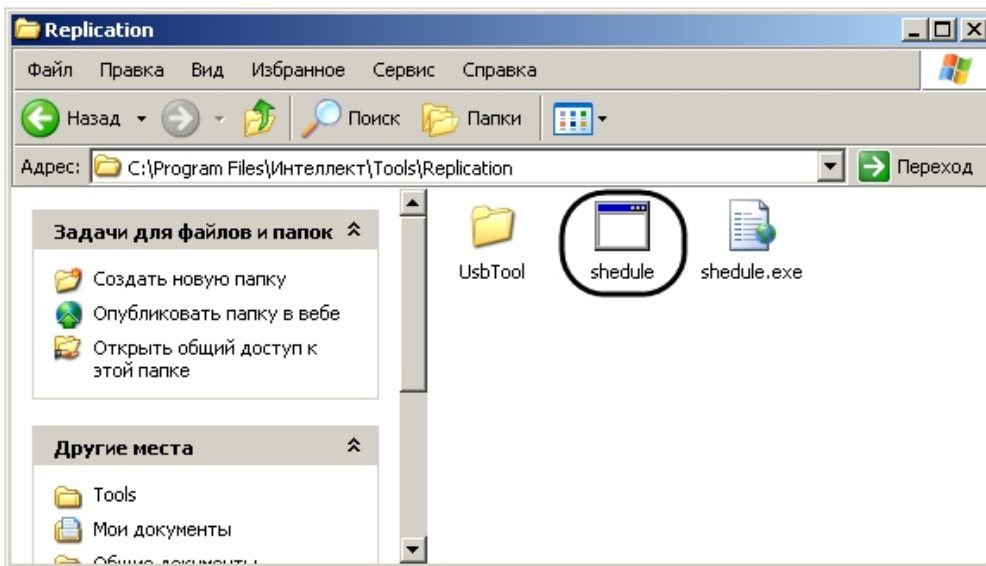 Replication
Файл Правка Вид Избранное Сервис Справка
Назад Поиск Папки
Адрес: C:\Program Files\Интеллект\Tools\Replication Переход
Задачи для файлов и папок
Создать новую папку
Опубликовать папку в вебе
Открыть общий доступ к
этой папке
Другие места
Tools
Мои документы
Общие документы
UsbTool shedule shedule.exe